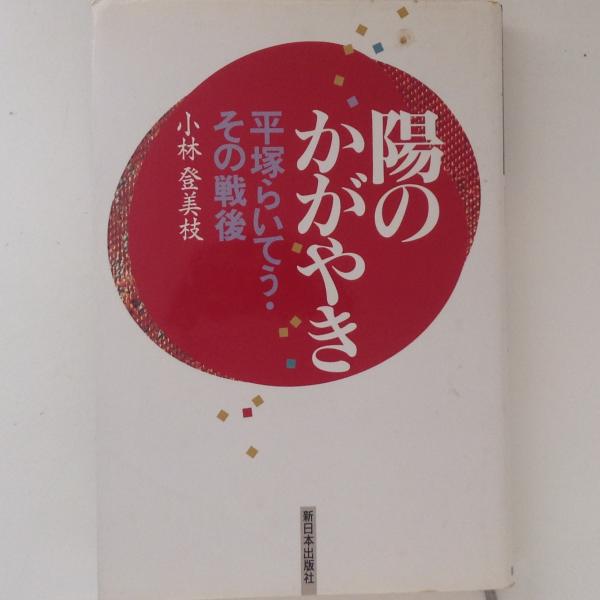 陽の
かがやき
平塚らいてう・
その戦後
小林 登美枝
新日本出版社